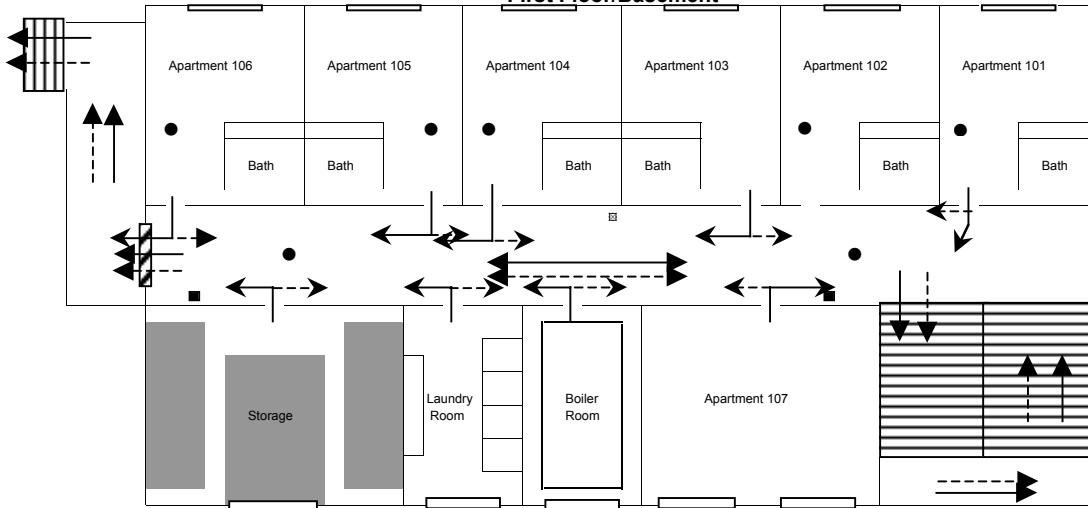 First Floor/Basement
Apartment 106
Apartment 105
Apartment 104
Apartment 103
Apartment 102
Apartment 101
Bath
Bath
Bath
Bath
Bath
Bath
Storage
Laundry
Room
Boiler
Room
Apartment 107